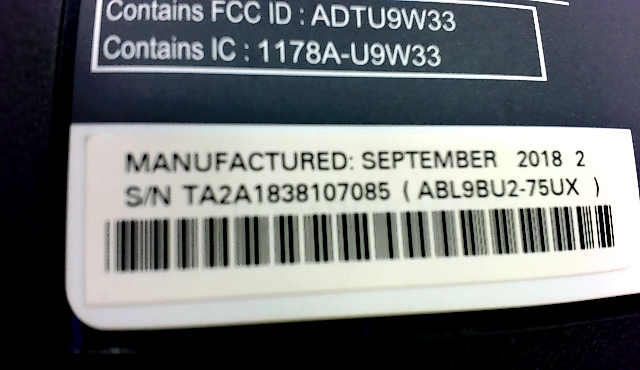 Contains FCC ID : ADTU9W33
Contains IC : 1178A-U9W33
MANUFACTURED: SEPTEMBER 2018 2
S/N TA2A1838107085 ( ABL9BU2-75UX )